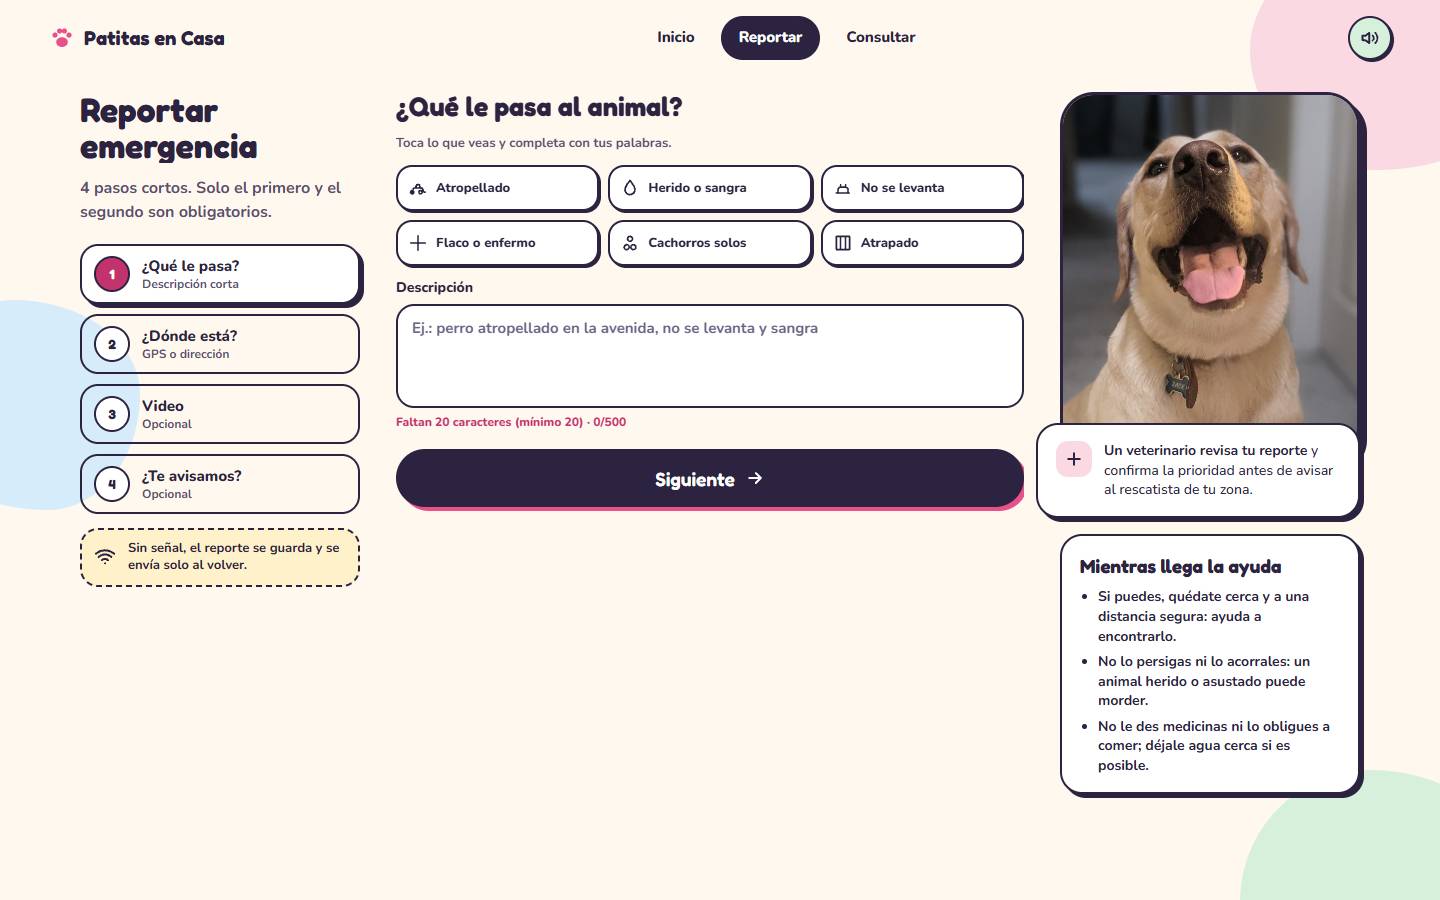 Patitas en Casa
Inicio
Reportar
Consultar
Reportar
emergencia
4 pasos cortos. Solo el primero y el
segundo son obligatorios.
1
¿Qué le pasa?
Descripción corta
2
¿Dónde está?
GPS o dirección
3
Video
Opcional
4
¿Te avisamos?
Opcional
Sin señal, el reporte se guarda y se
envía solo al volver.
¿Qué le pasa al animal?
Toca lo que veas y completa con tus palabras.
Atropellado
Herido o sangra
No se levanta
Flaco o enfermo
Cachorros solos
Atrapado
Descripción
Ej.: perro atropellado en la avenida, no se levanta y sangra
Faltan 20 caracteres (mínimo 20) · 0/500
Siguiente
Un veterinario revisa tu reporte y
confirma la prioridad antes de avisar
al rescatista de tu zona.
Mientras llega la ayuda
Si puedes, quédate cerca y a una
distancia segura: ayuda a
encontrarlo.
No lo persigas ni lo acorrales: un
animal herido o asustado puede
morder.
No le des medicinas ni lo obligues a
comer; déjale agua cerca si es
posible.